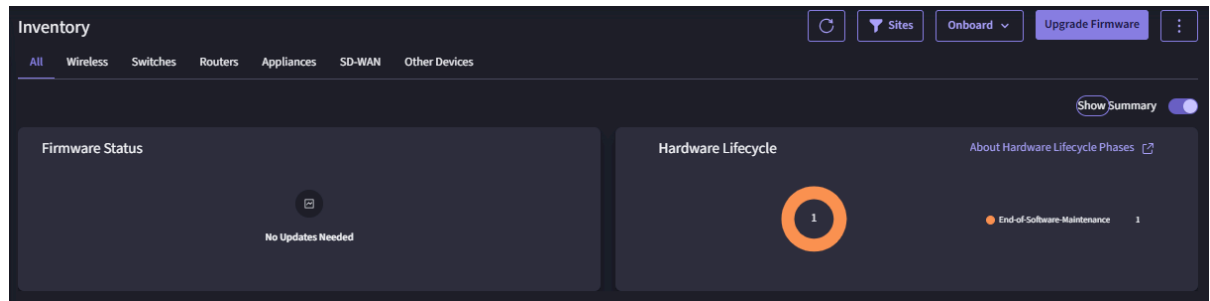 Inventory
Sites
Onboard
Upgrade Firmware
All Wireless Switches Routers Appliances SD-WAN Other Devices
Show Summary
Firmware Status
No Updates Needed
Hardware Lifecycle
About Hardware Lifecycle Phases
1
End-of-Software-Maintenance 1